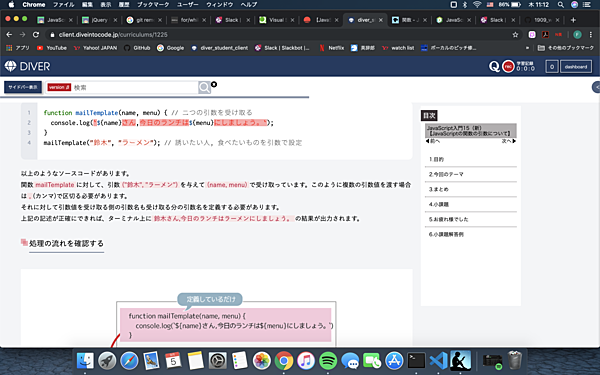 Chrome ファイル 編集 表示 履歴 ブックマーク ユーザー ウィンドウ ヘルプ 86% 木 11:12
client.diveintocode.jp/curriculums/1225
アプリ YouTube Yahoo! JAPAN GitHub Google diver_student_client Slack | Slackbot | Netflix 英辞郎 watch list ボーカルのピッチ修... その他のブックマーク
DIVER Q rec 学習記録 0:0:0 0 dashboard
サイドバー表示 version 検索
1 function mailTemplate(name, menu) { // 二つの引数を受け取る
2 console.log(`${name}さん,今日のランチは${menu}にしましょう。`);
3 }
4 mailTemplate("鈴木", "ラーメン"); // 誘いたい人, 食べたいものを引数で設定
以上のようなソースコードがあります。
関数 mailTemplate に対して、引数 ("鈴木", "ラーメン") を与えて (name, menu) で受け取っています。このように複数の引数値を渡す場合
は , (カンマ)で区切る必要があります。
それに対して引数値を受け取る側の引数名も受け取る分の引数名を定義する必要があります。
上記の記述が正確にできれば、ターミナル上に 鈴木さん,今日のランチはラーメンにしましょう。 の結果が出力されます。
処理の流れを確認する
定義しているだけ
function mailTemplate(name, menu) {
console.log(`${name}さん,今日のランチは${menu}にしましょう。`)
}
目次
JavaScript入門15（新）
【JavaScriptの関数の引数について】
前へ 次へ
1.目的
2.今回のテーマ
3.まとめ
4.小課題
5.お疲れ様でした
6.小課題解答例